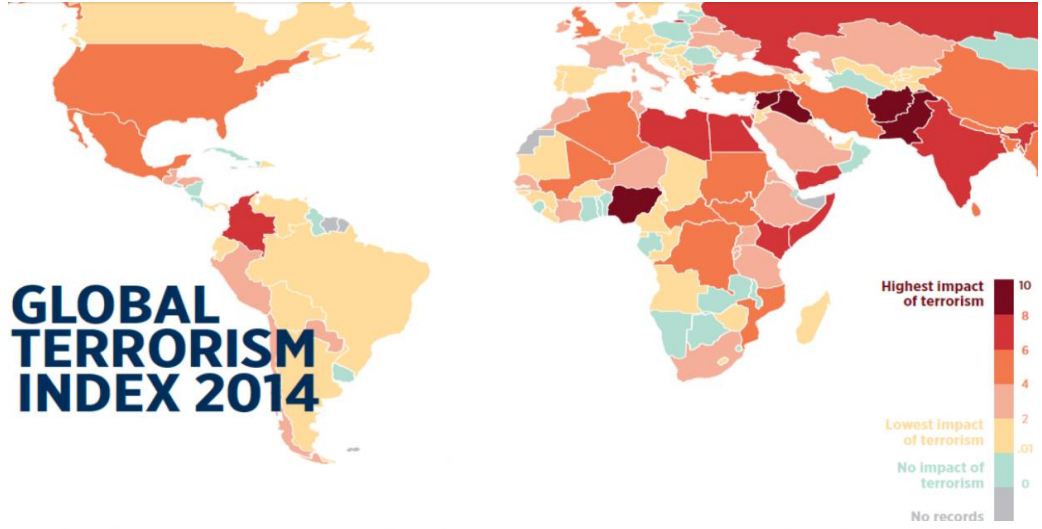 GLOBAL
TERRORISM
INDEX 2014
Highest impact
of terrorism
10
8
6
4
2
Lowest impact
of terrorism
.01
No impact of
terrorism
0
No records